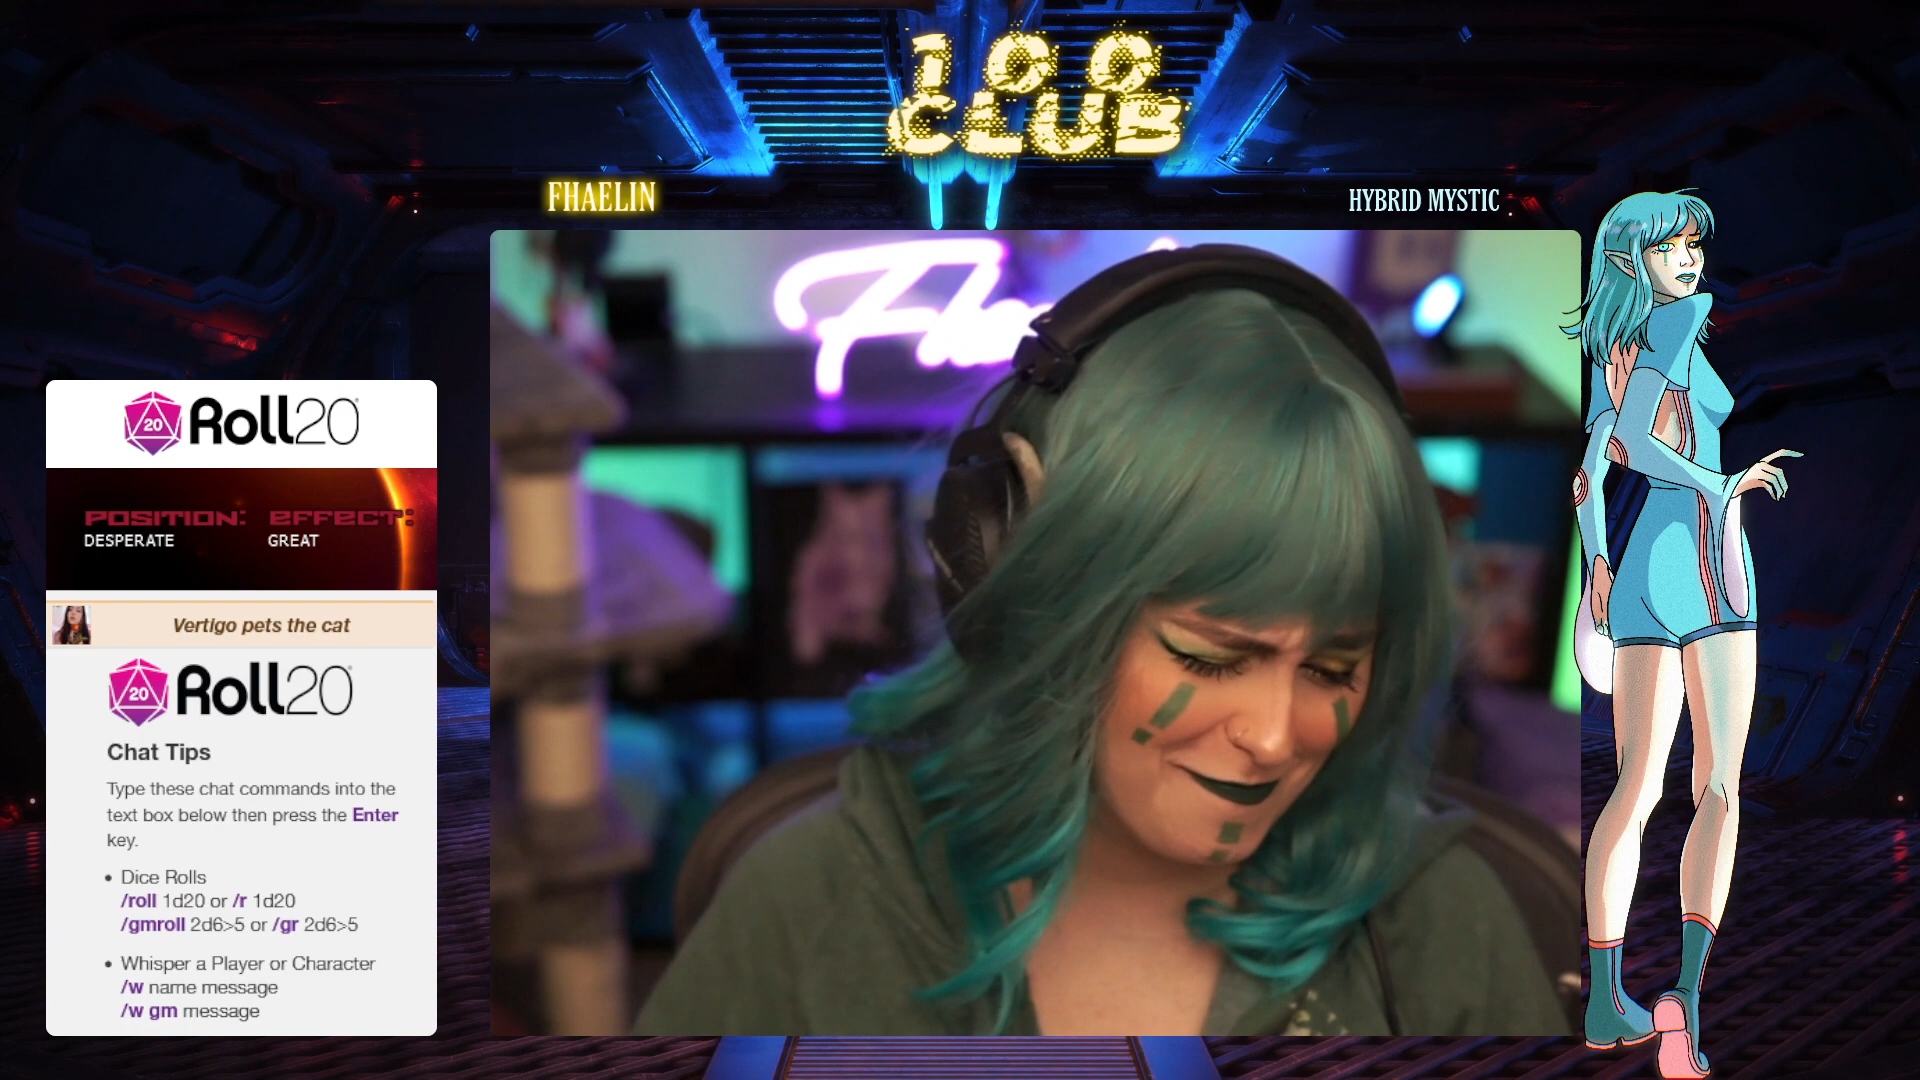 100
CLUB
FHAELIN
HYBRID MYSTIC
20 Roll20
POSITION: EFFECT:
DESPERATE GREAT
Vertigo pets the cat
20 Roll20
Chat Tips
Type these chat commands into the
text box below then press the Enter
key.
• Dice Rolls
/roll 1d20 or /r 1d20
/gmroll 2d6>5 or /gr 2d6>5
• Whisper a Player or Character
/w name message
/w gm message